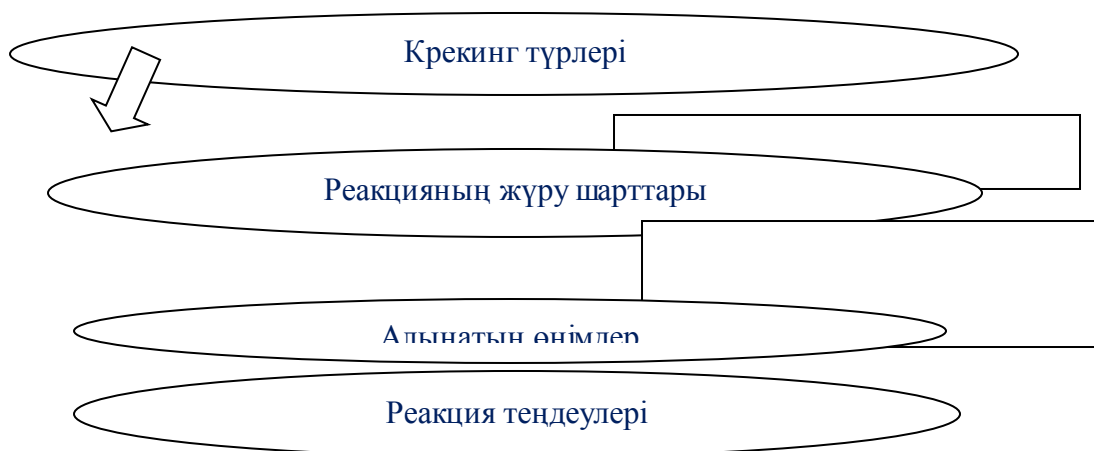 Крекинг түрлері
Реакцияның жүру шарттары
Алынатын өнімдер
Реакция теңдеулері